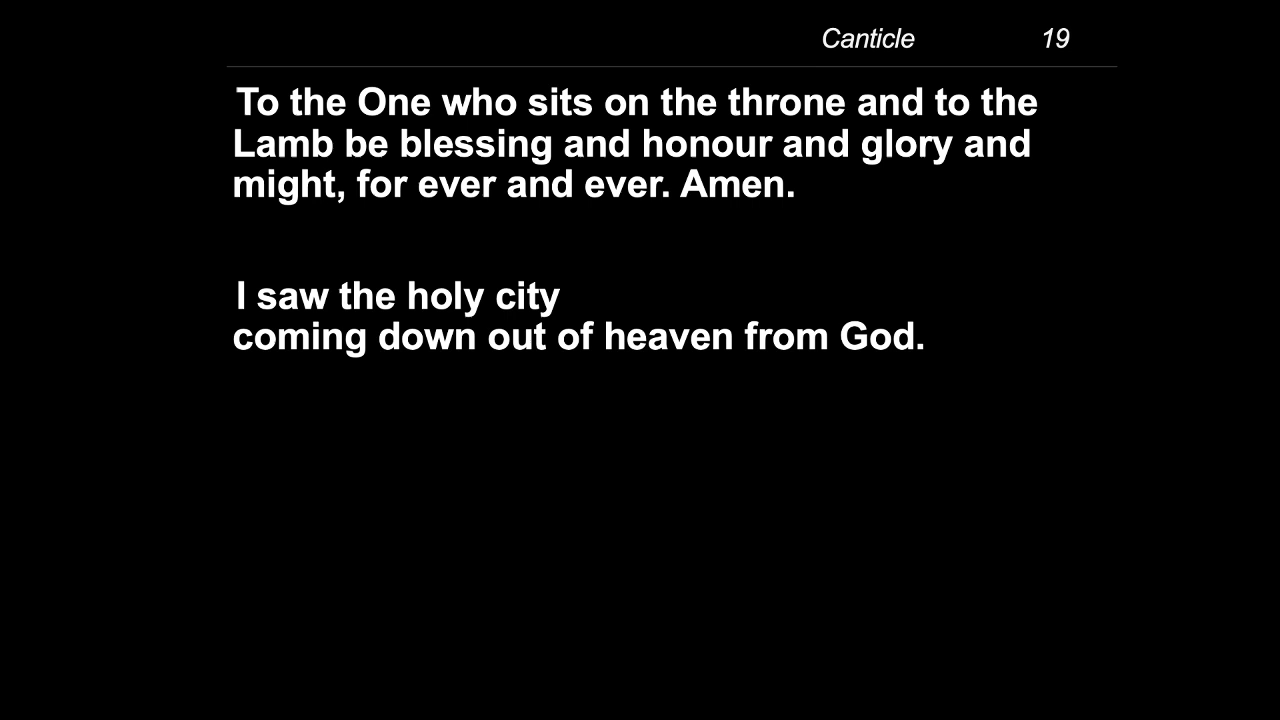 Canticle 19
To the One who sits on the throne and to the
Lamb be blessing and honour and glory and
might, for ever and ever. Amen.
I saw the holy city
coming down out of heaven from God.